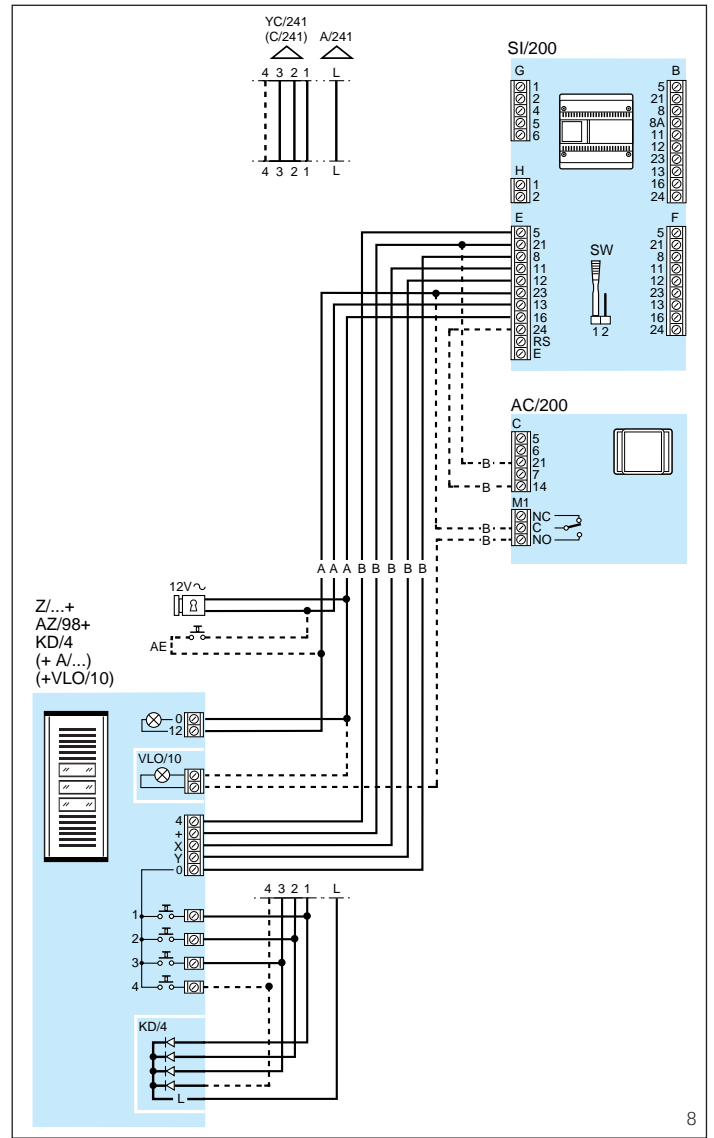 YC/241 A/241
(C/241)
4 3 2 1 L
4 3 2 1 L
SI/200
G
1
2
4
5
6
H
1
2
E
5
21
8
11
12
23
13
16
24
RS
E
B
5
21
8
8A
11
12
23
13
16
24
F
5
21
8
11
12
23
13
16
24
SW
1 2
AC/200
C
5
6
21
7
14
M1
NC
C
NO
B
B
B
B
A A A B B B B B
12V~
AE
Z/...+
AZ/98+
KD/4
(+ A/...)
(+VLO/10)
0
12
VLO/10
4
+
X
Y
0
4 3 2 1 L
1
2
3
4
KD/4
L
8